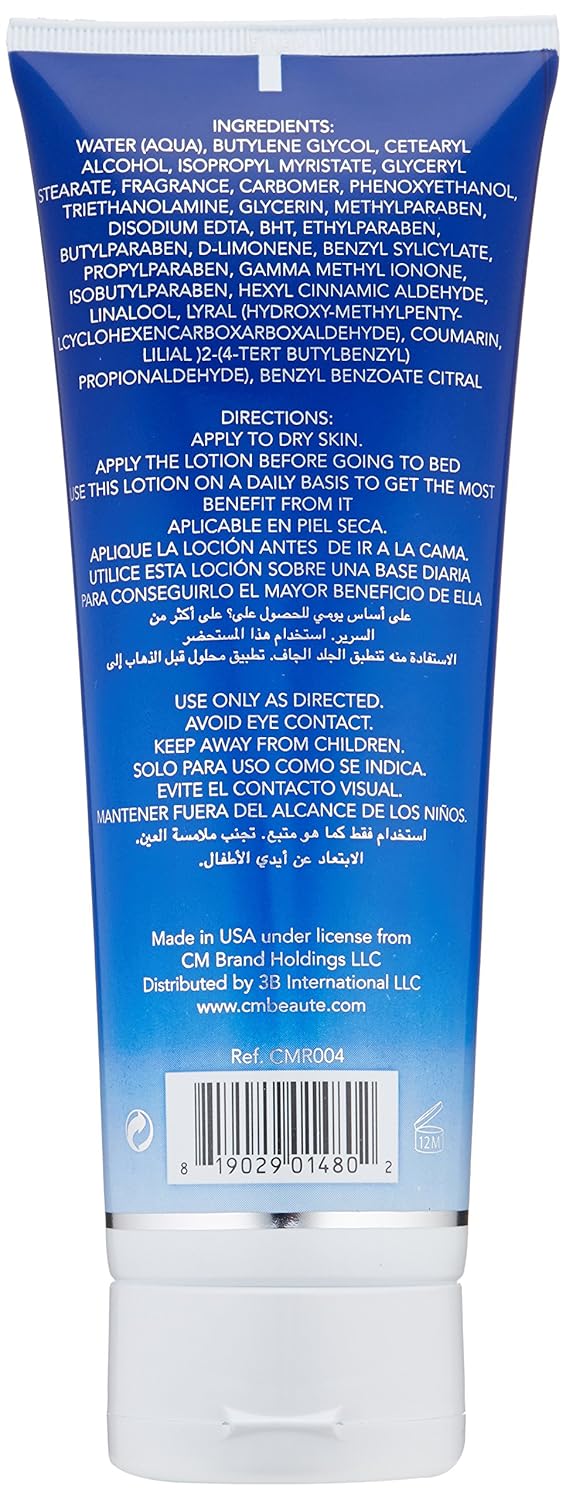 INGREDIENTS:
WATER (AQUA), BUTYLENE GLYCOL, CETEARYL
ALCOHOL, ISOPROPYL MYRISTATE, GLYCERYL
STEARATE, FRAGRANCE, CARBOMER, PHENOXYETHANOL,
TRIETHANOLAMINE, GLYCERIN, METHYLPARABEN,
DISODIUM EDTA, BHT, ETHYLPARABEN,
BUTYLPARABEN, D-LIMONENE, BENZYL SYLICYLATE,
PROPYLPARABEN, GAMMA METHYL IONONE,
ISOBUTYLPARABEN, HEXYL CINNAMIC ALDEHYDE,
LINALOOL, LYRAL (HYDROXY-METHYLPENTY-
LCYCLOHEXENCARBOXARBOXALDEHYDE), COUMARIN,
LILIAL )2-(4-TERT BUTYLBENZYL)
PROPIONALDEHYDE), BENZYL BENZOATE CITRAL
DIRECTIONS:
APPLY TO DRY SKIN.
APPLY THE LOTION BEFORE GOING TO BED
USE THIS LOTION ON A DAILY BASIS TO GET THE MOST
BENEFIT FROM IT
APLICABLE EN PIEL SECA.
APLIQUE LA LOCIÓN ANTES DE IR A LA CAMA.
UTILICE ESTA LOCIÓN SOBRE UNA BASE DIARIA
PARA CONSEGUIRLO EL MAYOR BENEFICIO DE ELLA
على أساس يومي للحصول على؟ على أكثر من
السرير. استخدام هذا المستحضر
الاستفادة منه تنطبق الجلد الجاف. تطبيق محلول قبل الذهاب إلى
USE ONLY AS DIRECTED.
AVOID EYE CONTACT.
KEEP AWAY FROM CHILDREN.
SOLO PARA USO COMO SE INDICA.
EVITE EL CONTACTO VISUAL.
MANTENER FUERA DEL ALCANCE DE LOS NIÑOS.
استخدام فقط كما هو متبع. تجنب ملامسة العين.
الابتعاد عن أيدي الأطفال.
Made in USA under license from
CM Brand Holdings LLC
Distributed by 3B International LLC
www.cmbeaute.com
Ref. CMR004
8 19029 01480 2
12M